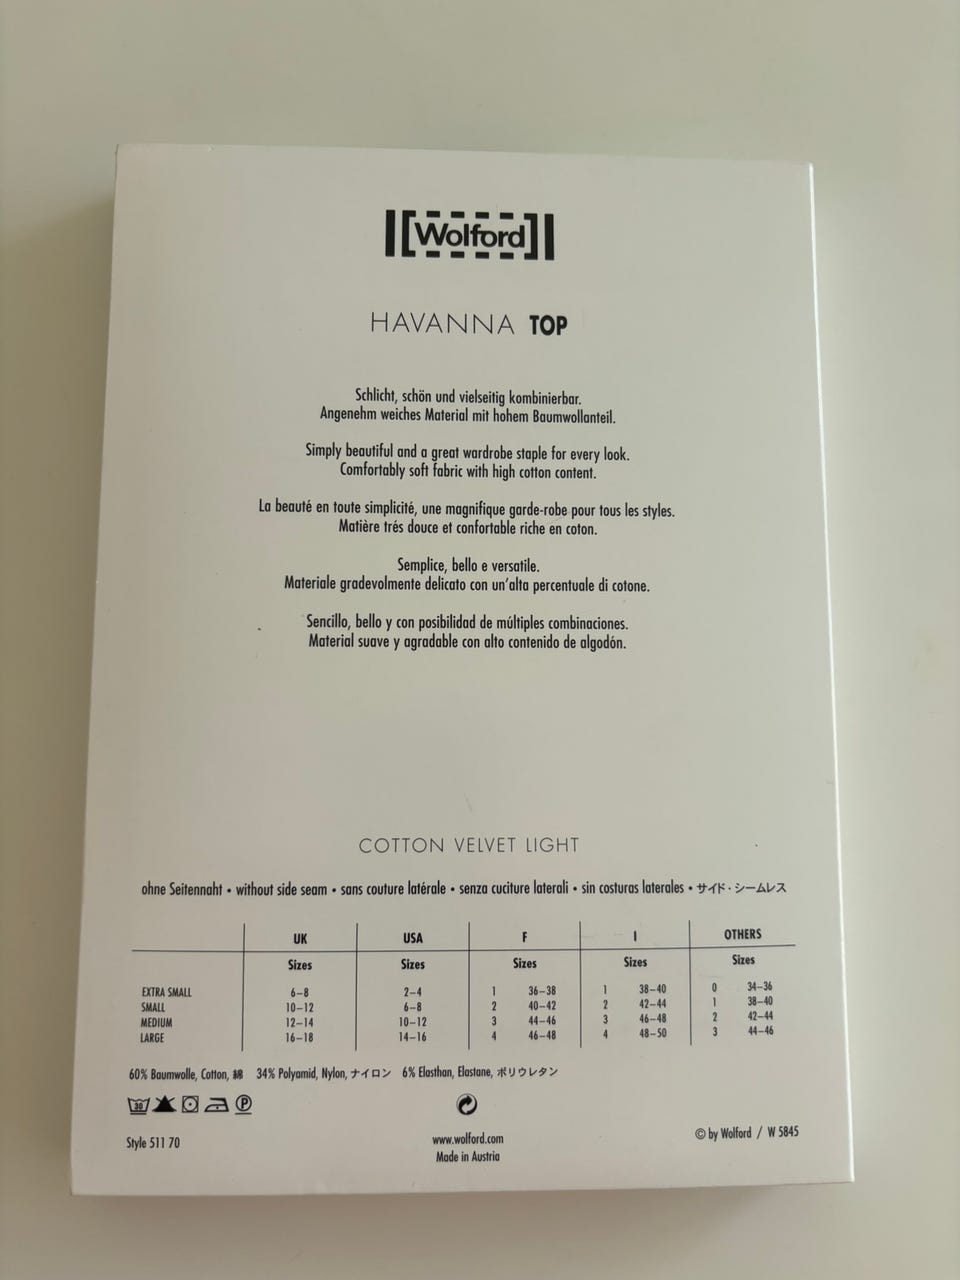 Wolford
HAVANNA TOP
Schlicht, schön und vielseitig kombinierbar.
Angenehm weiches Material mit hohem Baumwollanteil.
Simply beautiful and a great wardrobe staple for every look.
Comfortably soft fabric with high cotton content.
La beauté en toute simplicité, une magnifique garde-robe pour tous les styles.
Matière trés douce et confortable riche en coton.
Semplice, bello e versatile.
Materiale gradevolmente delicato con un'alta percentuale di cotone.
Sencillo, bello y con posibilidad de múltiples combinaciones.
Material suave y agradable con alto contenido de algodón.
COTTON VELVET LIGHT
ohne Seitennaht • without side seam • sans couture latérale • senza cuciture laterali • sin costuras laterales • サイド・シームレス
UK USA F I OTHERS
Sizes Sizes Sizes Sizes Sizes
EXTRA SMALL 6–8 2–4 1 36–38 1 38–40 0 34–36
SMALL 10–12 6–8 2 40–42 2 42–44 1 38–40
MEDIUM 12–14 10–12 3 44–46 3 46–48 2 42–44
LARGE 16–18 14–16 4 46–48 4 48–50 3 44–46
60% Baumwolle, Cotton, 綿 34% Polyamid, Nylon, ナイロン 6% Elasthan, Elastane, ポリウレタン
30 P
Style 511 70 www.wolford.com © by Wolford / W 5845
Made in Austria